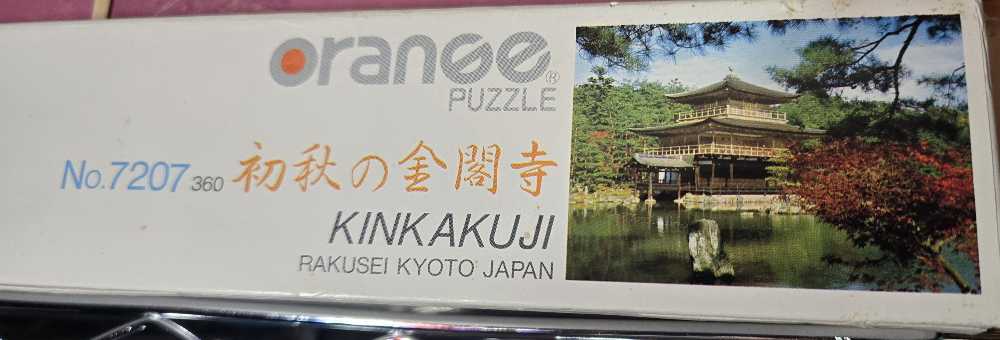 orange®
PUZZLE
No.7207 360 初秋の金閣寺
KINKAKUJI
RAKUSEI KYOTO JAPAN